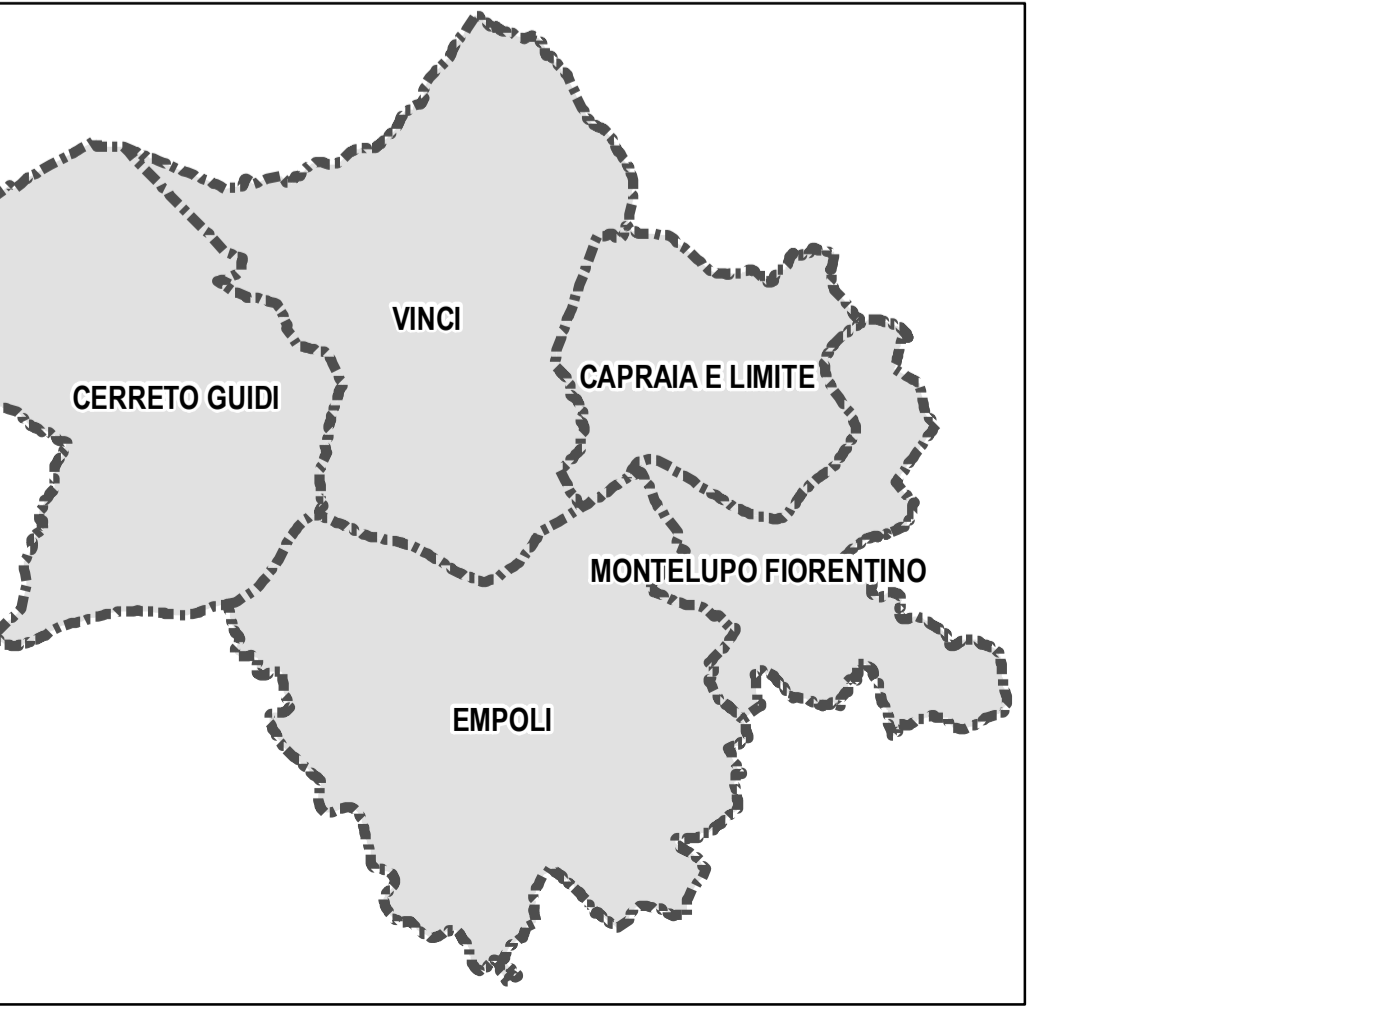 VINCI
CAPRAIA E LIMITE
CERRETO GUIDI
MONTELUPO FIORENTINO
EMPOLI